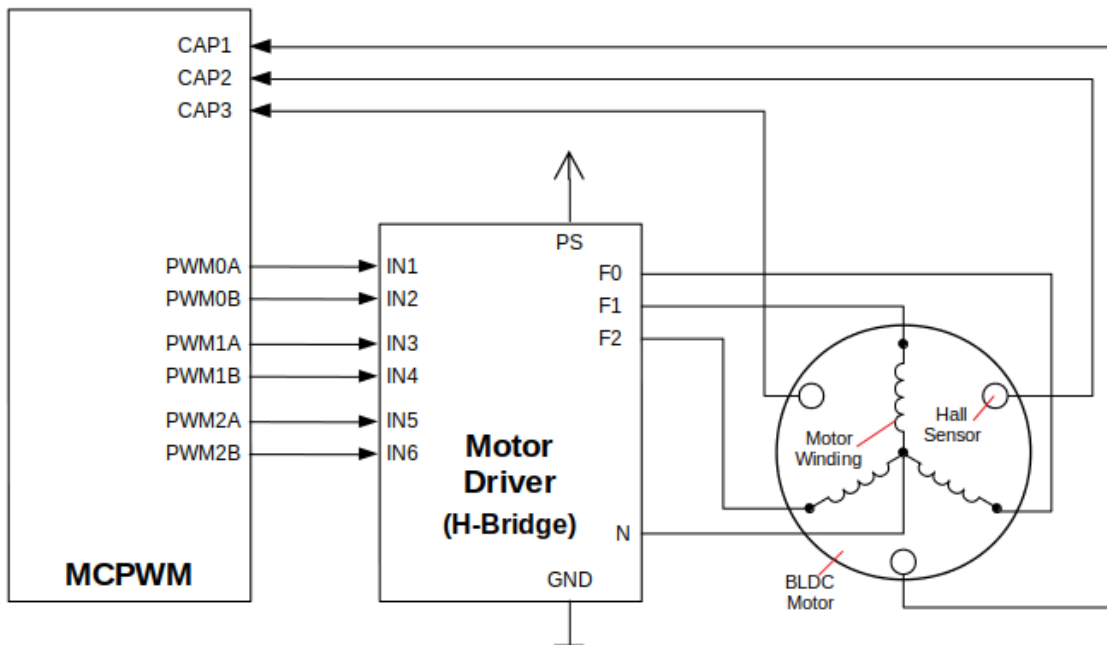 CAP1
CAP2
CAP3
PWM0A
PWM0B
PWM1A
PWM1B
PWM2A
PWM2B
MCPWM
PS
IN1
IN2
IN3
IN4
IN5
IN6
F0
F1
F2
Motor
Driver
(H-Bridge)
N
GND
Motor
Winding
Hall
Sensor
BLDC
Motor